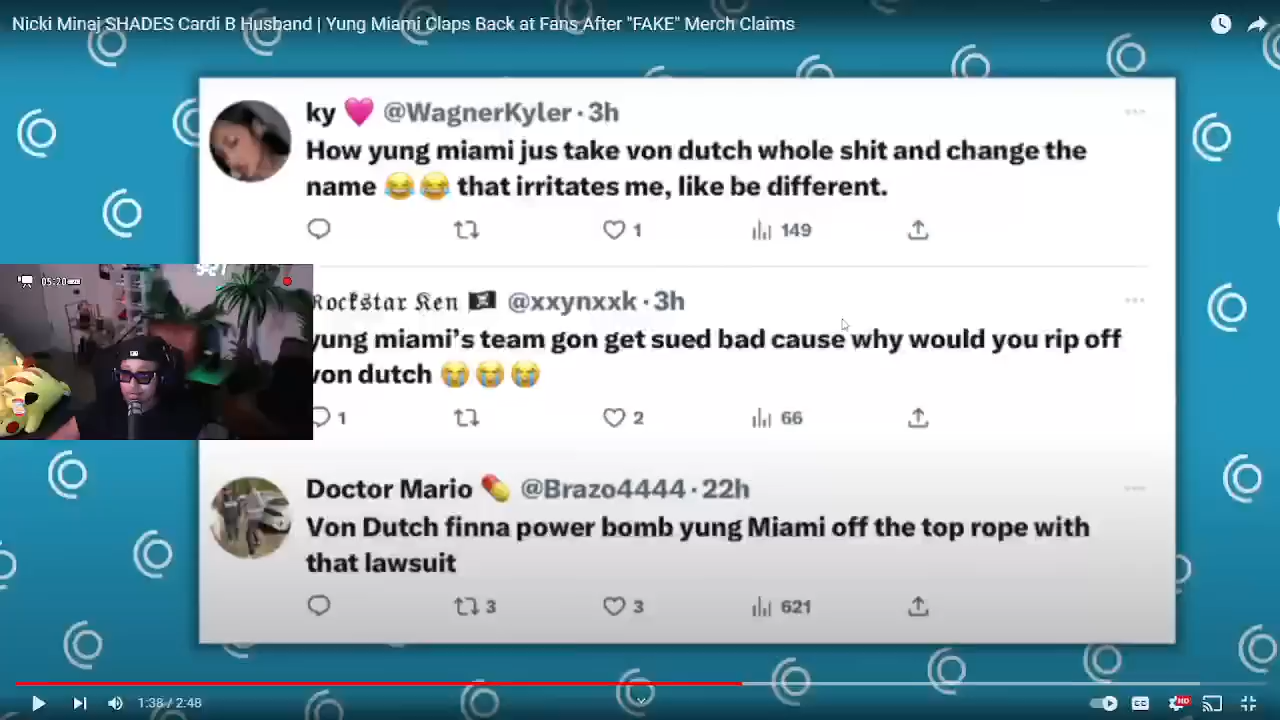 Nicki Minaj SHADES Cardi B Husband | Yung Miami Claps Back at Fans After "FAKE" Merch Claims
ky 🩷 @WagnerKyler · 3h
How yung miami jus take von dutch whole shit and change the
name 😂😂 that irritates me, like be different.
1
149
05:20
𝕽𝖔𝖈𝖐𝖘𝖙𝖆𝖗 𝕶𝖊𝖓 🏴‍☠️ @xxynxxk · 3h
yung miami’s team gon get sued bad cause why would you rip off
von dutch 😭😭😭
1
2
66
Doctor Mario 💊 @Brazo4444 · 22h
Von Dutch finna power bomb yung Miami off the top rope with
that lawsuit
3
3
621
1:38 / 2:48
CC
HD